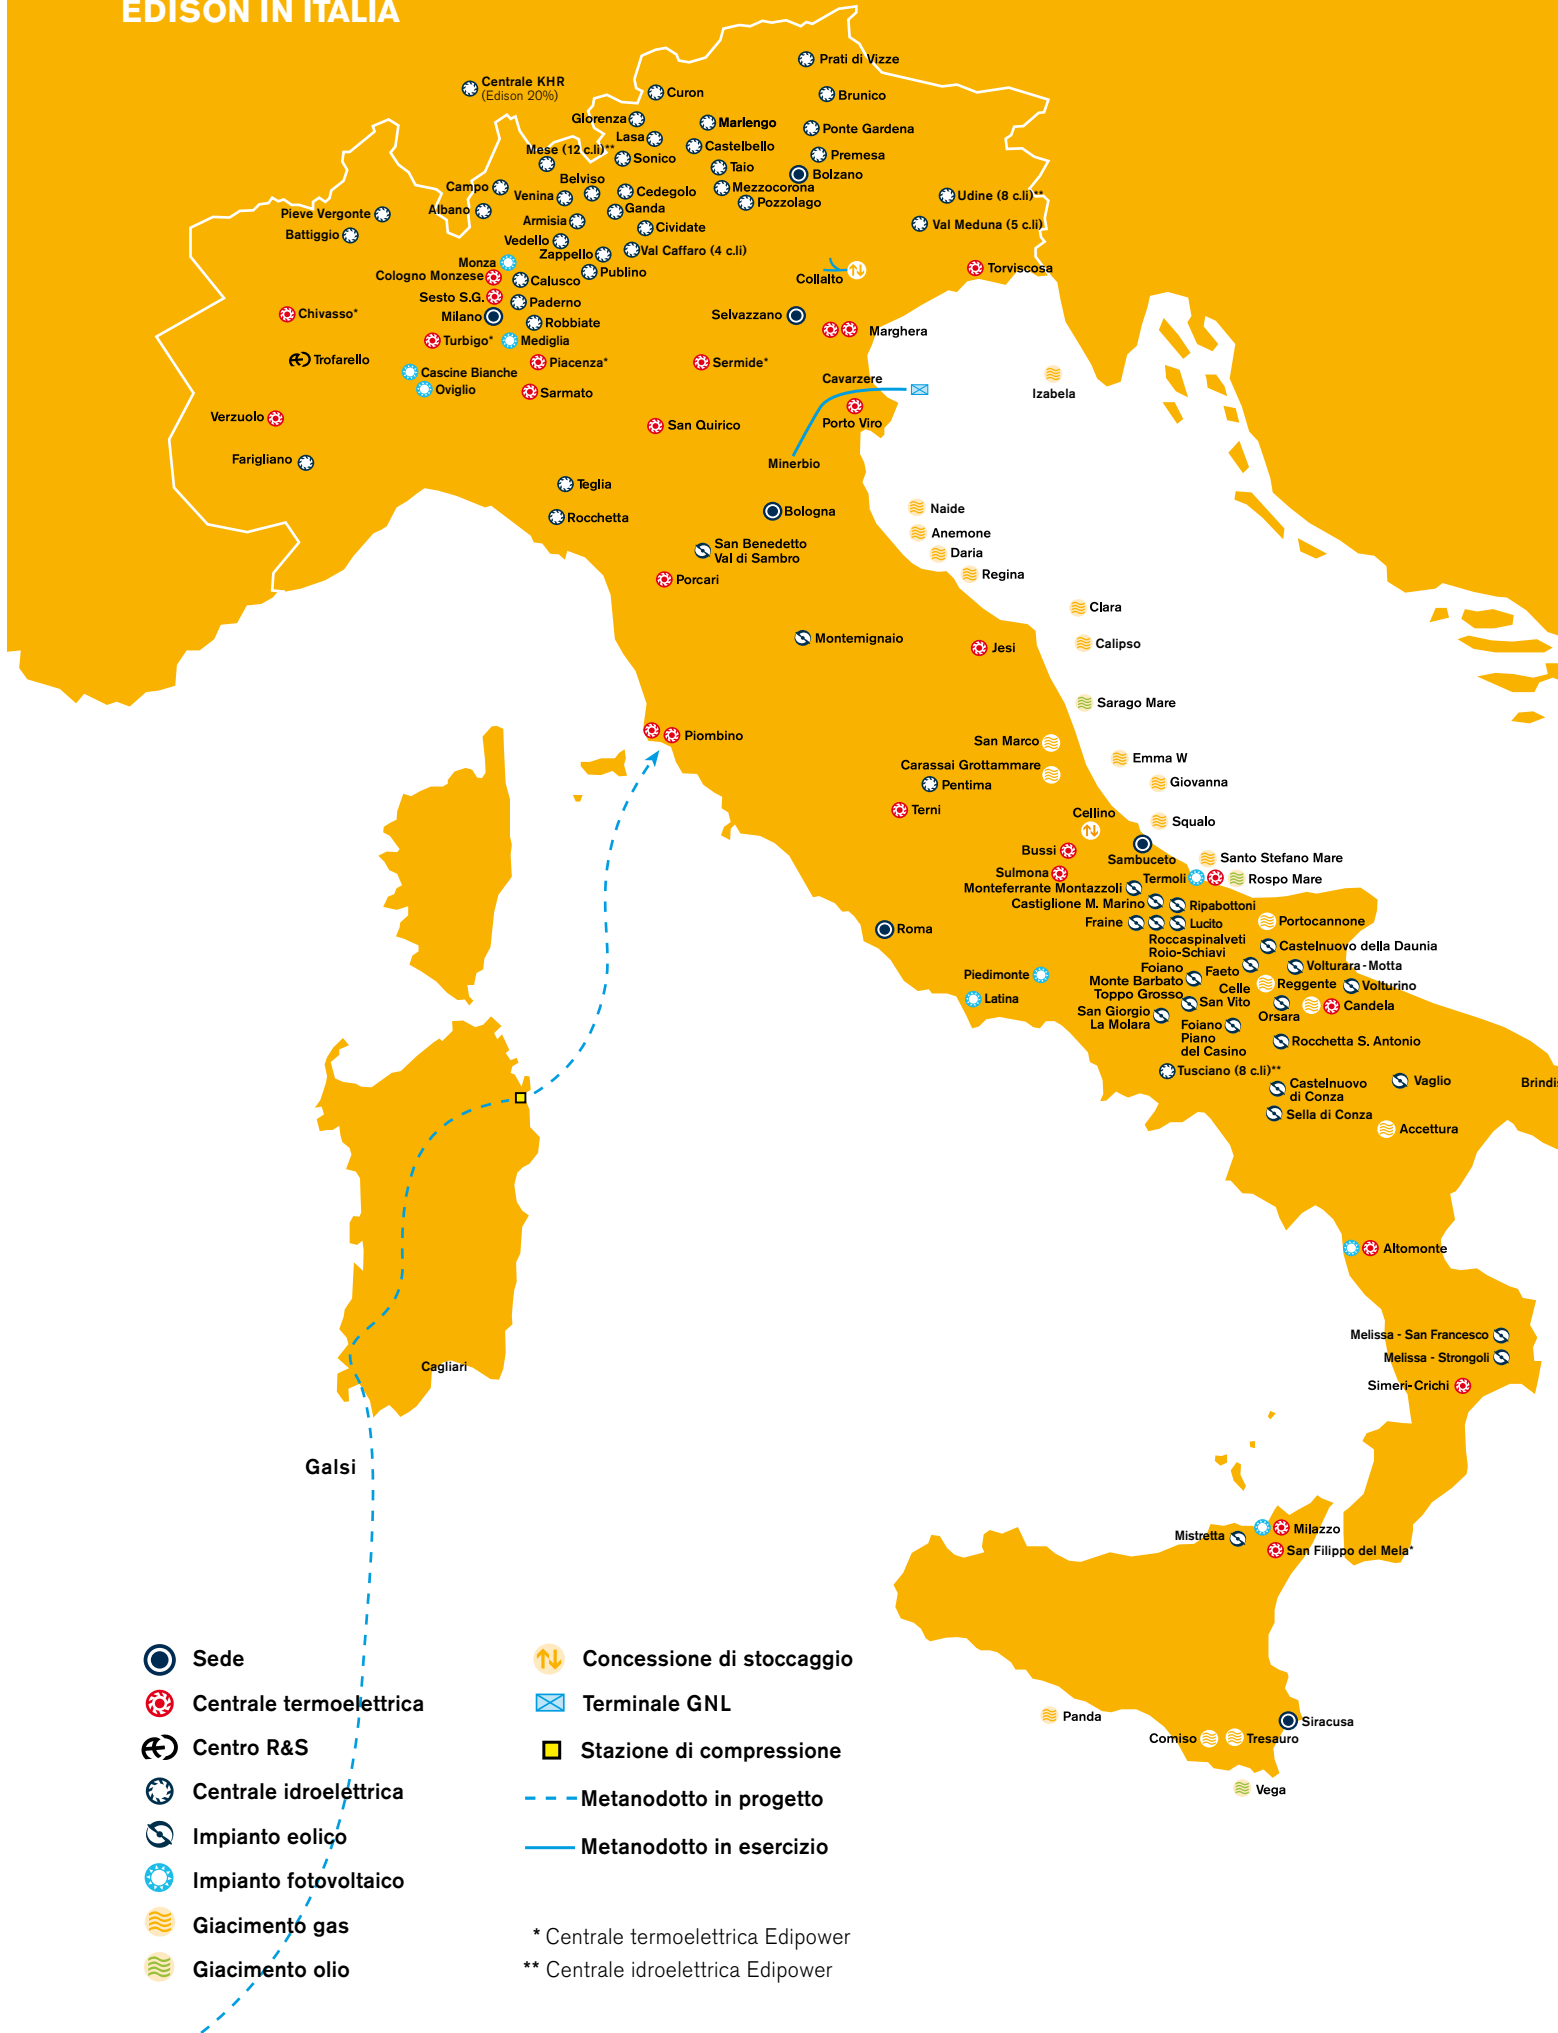 EDISON IN ITALIA
Prati di Vizze
Centrale KHR
(Edison 20%)
Curon
Brunico
Glorenza
Marlengo
Ponte Gardena
Lasa
Castelbello
Mese (12 c.li)**
Sonico
Premesa
Taio
Bolzano
Belviso
Campo
Venina
Cedegolo
Mezzocorona
Udine (8 c.li)**
Pozzolago
Pieve Vergonte
Albano
Ganda
Armisia
Cividate
Val Meduna (5 c.li)
Battiggio
Vedello
Zappello
Val Caffaro (4 c.li)
Monza
Cologno Monzese
Calusco
Publino
Collalto
Torviscosa
Sesto S.G.
Paderno
Chivasso*
Milano
Robbiate
Selvazzano
Marghera
Turbigo*
Mediglia
Trofarello
Piacenza*
Sermide*
Cascine Bianche
Cavarzere
Oviglio
Sarmato
Izabela
Verzuolo
San Quirico
Porto Viro
Farigliano
Minerbio
Teglia
Bologna
Naide
Rocchetta
Anemone
San Benedetto
Val di Sambro
Daria
Porcari
Regina
Clara
Montemignaio
Jesi
Calipso
Sarago Mare
Piombino
San Marco
Emma W
Carassai Grottammare
Pentima
Giovanna
Terni
Cellino
Squalo
Bussi
Sambuceto
Santo Stefano Mare
Sulmona
Termoli
Rospo Mare
Monteferrante Montazzoli
Castiglione M. Marino
Ripabottoni
Fraine
Lucito
Portocannone
Roma
Roccaspinalveti
Roio-Schiavi
Castelnuovo della Daunia
Foiano
Monte Barbato
Toppo Grosso
Faeto
Volturara - Motta
Piedimonte
Celle
San Vito
Reggente
Volturino
Latina
Orsara
Candela
San Giorgio
La Molara
Foiano
Piano
del Casino
Rocchetta S. Antonio
Tusciano (8 c.li)**
Castelnuovo
di Conza
Vaglio
Brindis
Sella di Conza
Accettura
Altomonte
Melissa - San Francesco
Melissa - Strongoli
Cagliari
Simeri-Crichi
Galsi
Milazzo
Mistretta
San Filippo del Mela*
Panda
Siracusa
Comiso
Tresauro
Vega
Sede
Centrale termoelettrica
Centro R&S
Centrale idroelettrica
Impianto eolico
Impianto fotovoltaico
Giacimento gas
Giacimento olio
Concessione di stoccaggio
Terminale GNL
Stazione di compressione
Metanodotto in progetto
Metanodotto in esercizio
* Centrale termoelettrica Edipower
** Centrale idroelettrica Edipower